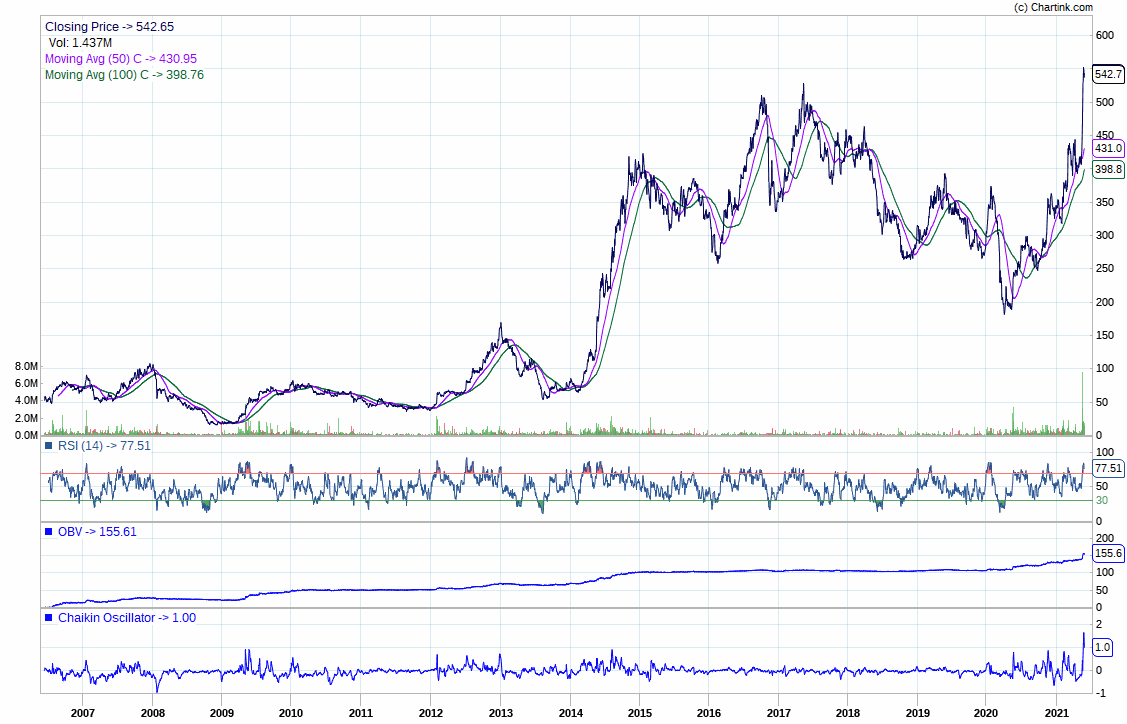 (c) Chartink.com
Closing Price -> 542.65
Vol: 1.437M
Moving Avg (50) C -> 430.95
Moving Avg (100) C -> 398.76
600
542.7
500
450
431.0
398.8
350
300
250
200
150
100
50
0
8.0M
6.0M
4.0M
2.0M
0.0M
RSI (14) -> 77.51
100
77.51
50
30
0
OBV -> 155.61
200
155.6
100
50
0
Chaikin Oscillator -> 1.00
2
1.0
0
-1
2007 2008 2009 2010 2011 2012 2013 2014 2015 2016 2017 2018 2019 2020 2021